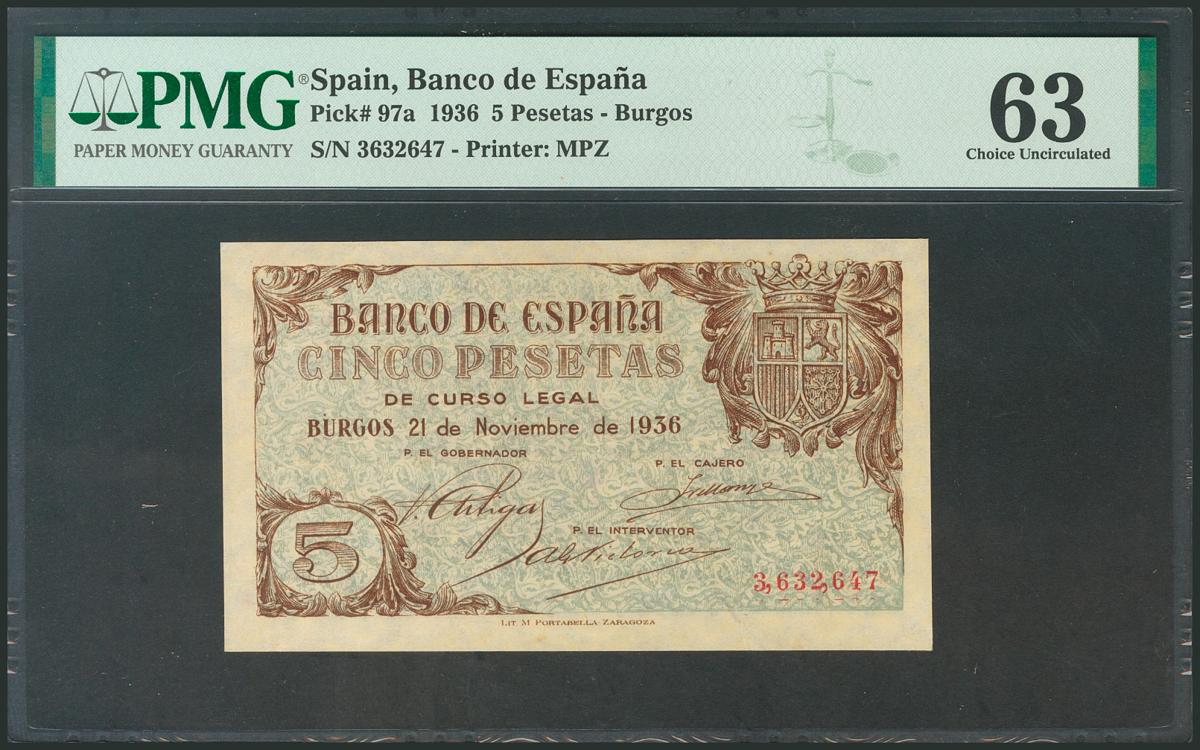 PMG®
PAPER MONEY GUARANTY
Spain, Banco de España
Pick# 97a 1936 5 Pesetas - Burgos
S/N 3632647 - Printer: MPZ
63
Choice Uncirculated
BANCO DE ESPAÑA
CINCO PESETAS
DE CURSO LEGAL
BURGOS 21 de Noviembre de 1936
P. EL GOBERNADOR
P. EL CAJERO
P. EL INTERVENTOR
5
3,632,647
LIT M PORTABELLA ZARAGOZA